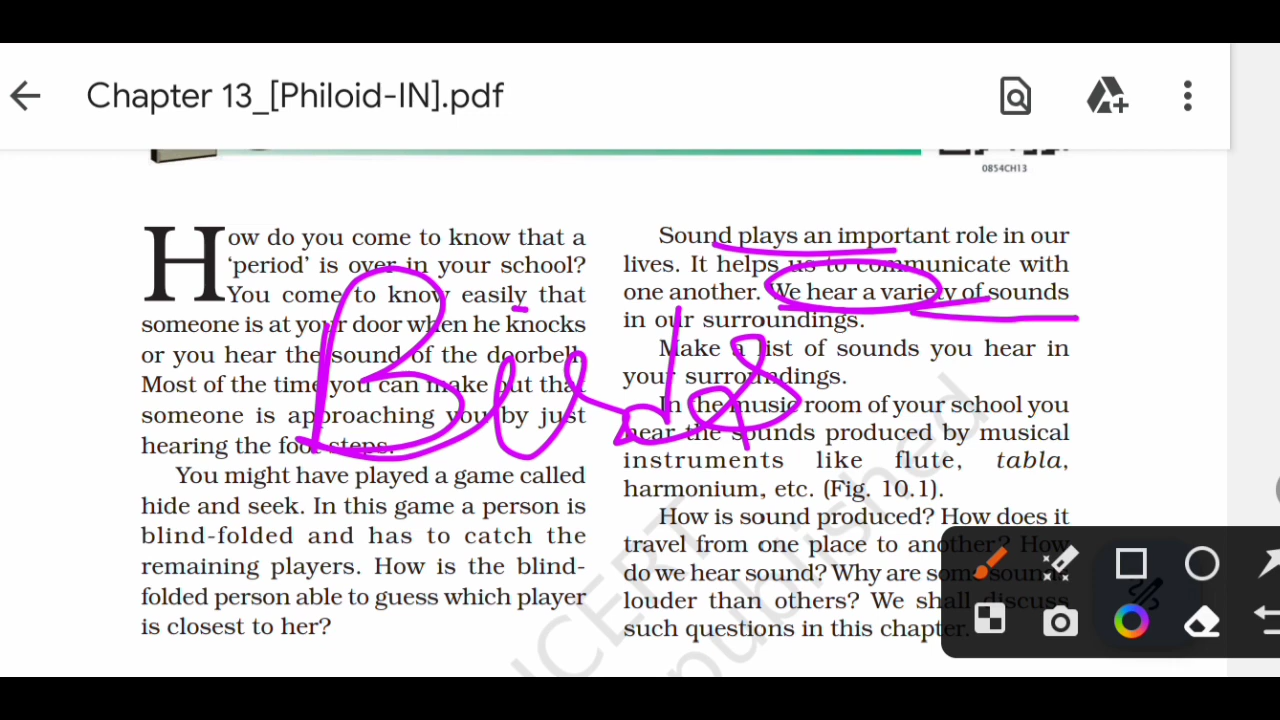 Chapter 13_[Philoid-IN].pdf
0854CH13
How do you come to know that a
‘period’ is over in your school?
You come to know easily that
someone is at your door when he knocks
or you hear the sound of the doorbell.
Most of the time you can make out that
someone is approaching you by just
hearing the foot steps.
You might have played a game called
hide and seek. In this game a person is
blind-folded and has to catch the
remaining players. How is the blind-
folded person able to guess which player
is closest to her?
Sound plays an important role in our
lives. It helps us to communicate with
one another. We hear a variety of sounds
in our surroundings.
Make a list of sounds you hear in
your surroundings.
In the music room of your school you
hear the sounds produced by musical
instruments like flute, tabla,
harmonium, etc. (Fig. 10.1).
How is sound produced? How does it
travel from one place to another? How
do we hear sound? Why are some sounds
louder than others? We shall discuss
such questions in this chapter.
Birds
NCERT
published